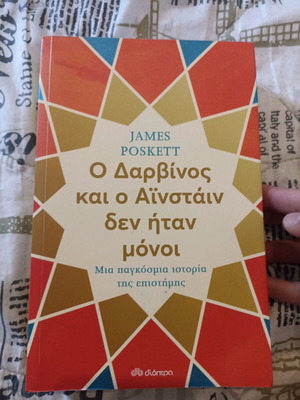 JAMES
POSKETT
Ο Δαρβίνος
και ο Αϊνστάιν
δεν ήταν
μόνοι
Μια παγκόσμια ιστορία
της επιστήμης
διόπτρα